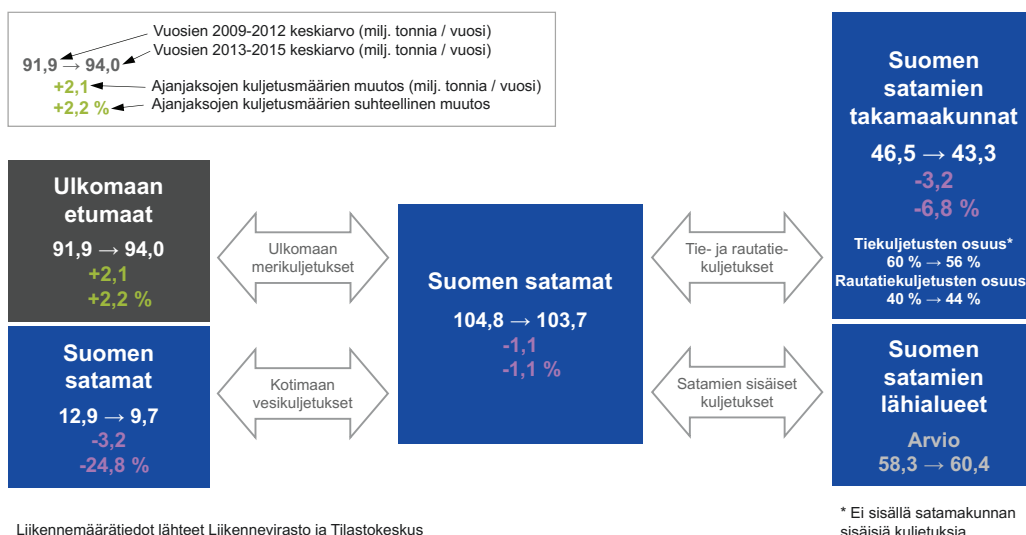 Vuosien 2009-2012 keskiarvo (milj. tonnia / vuosi)
Vuosien 2013-2015 keskiarvo (milj. tonnia / vuosi)
91,9 → 94,0
+2,1
Ajanjaksojen kuljetusmäärien muutos (milj. tonnia / vuosi)
+2,2 %
Ajanjaksojen kuljetusmäärien suhteellinen muutos
Ulkomaan
etumaat
91,9 → 94,0
+2,1
+2,2 %
Suomen
satamat
12,9 → 9,7
-3,2
-24,8 %
Ulkomaan
merikuljetukset
Kotimaan
vesikuljetukset
Suomen satamat
104,8 → 103,7
-1,1
-1,1 %
Tie- ja rautatie-
kuljetukset
Satamien sisäiset
kuljetukset
Suomen
satamien
takamaakunnat
46,5 → 43,3
-3,2
-6,8 %
Tiekuljetusten osuus*
60 % → 56 %
Rautatiekuljetusten osuus
40 % → 44 %
Suomen
satamien
lähialueet
Arvio
58,3 → 60,4
Liikennemäärätiedot lähteet Liikennevirasto ja Tilastokeskus
* Ei sisällä satamakunnan
sisäisiä kuljetuksia